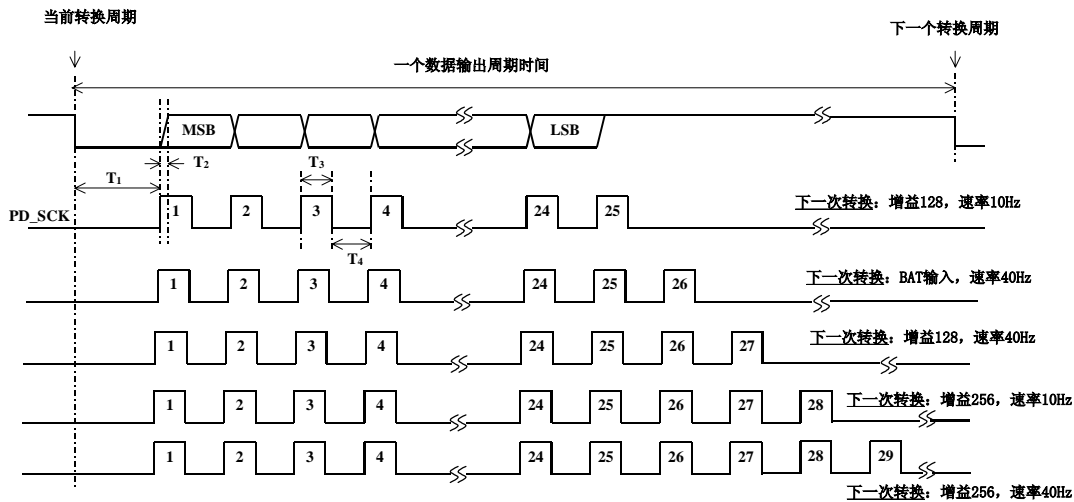 当前转换周期
下一个转换周期
一个数据输出周期时间
MSB
LSB
T2
T3
T1
PD_SCK
1 2 3 4 24 25
下一次转换：增益128，速率10Hz
T4
1 2 3 4 24 25 26
下一次转换：BAT输入，速率40Hz
1 2 3 4 24 25 26 27
下一次转换：增益128，速率40Hz
1 2 3 4 24 25 26 27 28
下一次转换：增益256，速率10Hz
1 2 3 4 24 25 26 27 28 29
下一次转换：增益256，速率40Hz